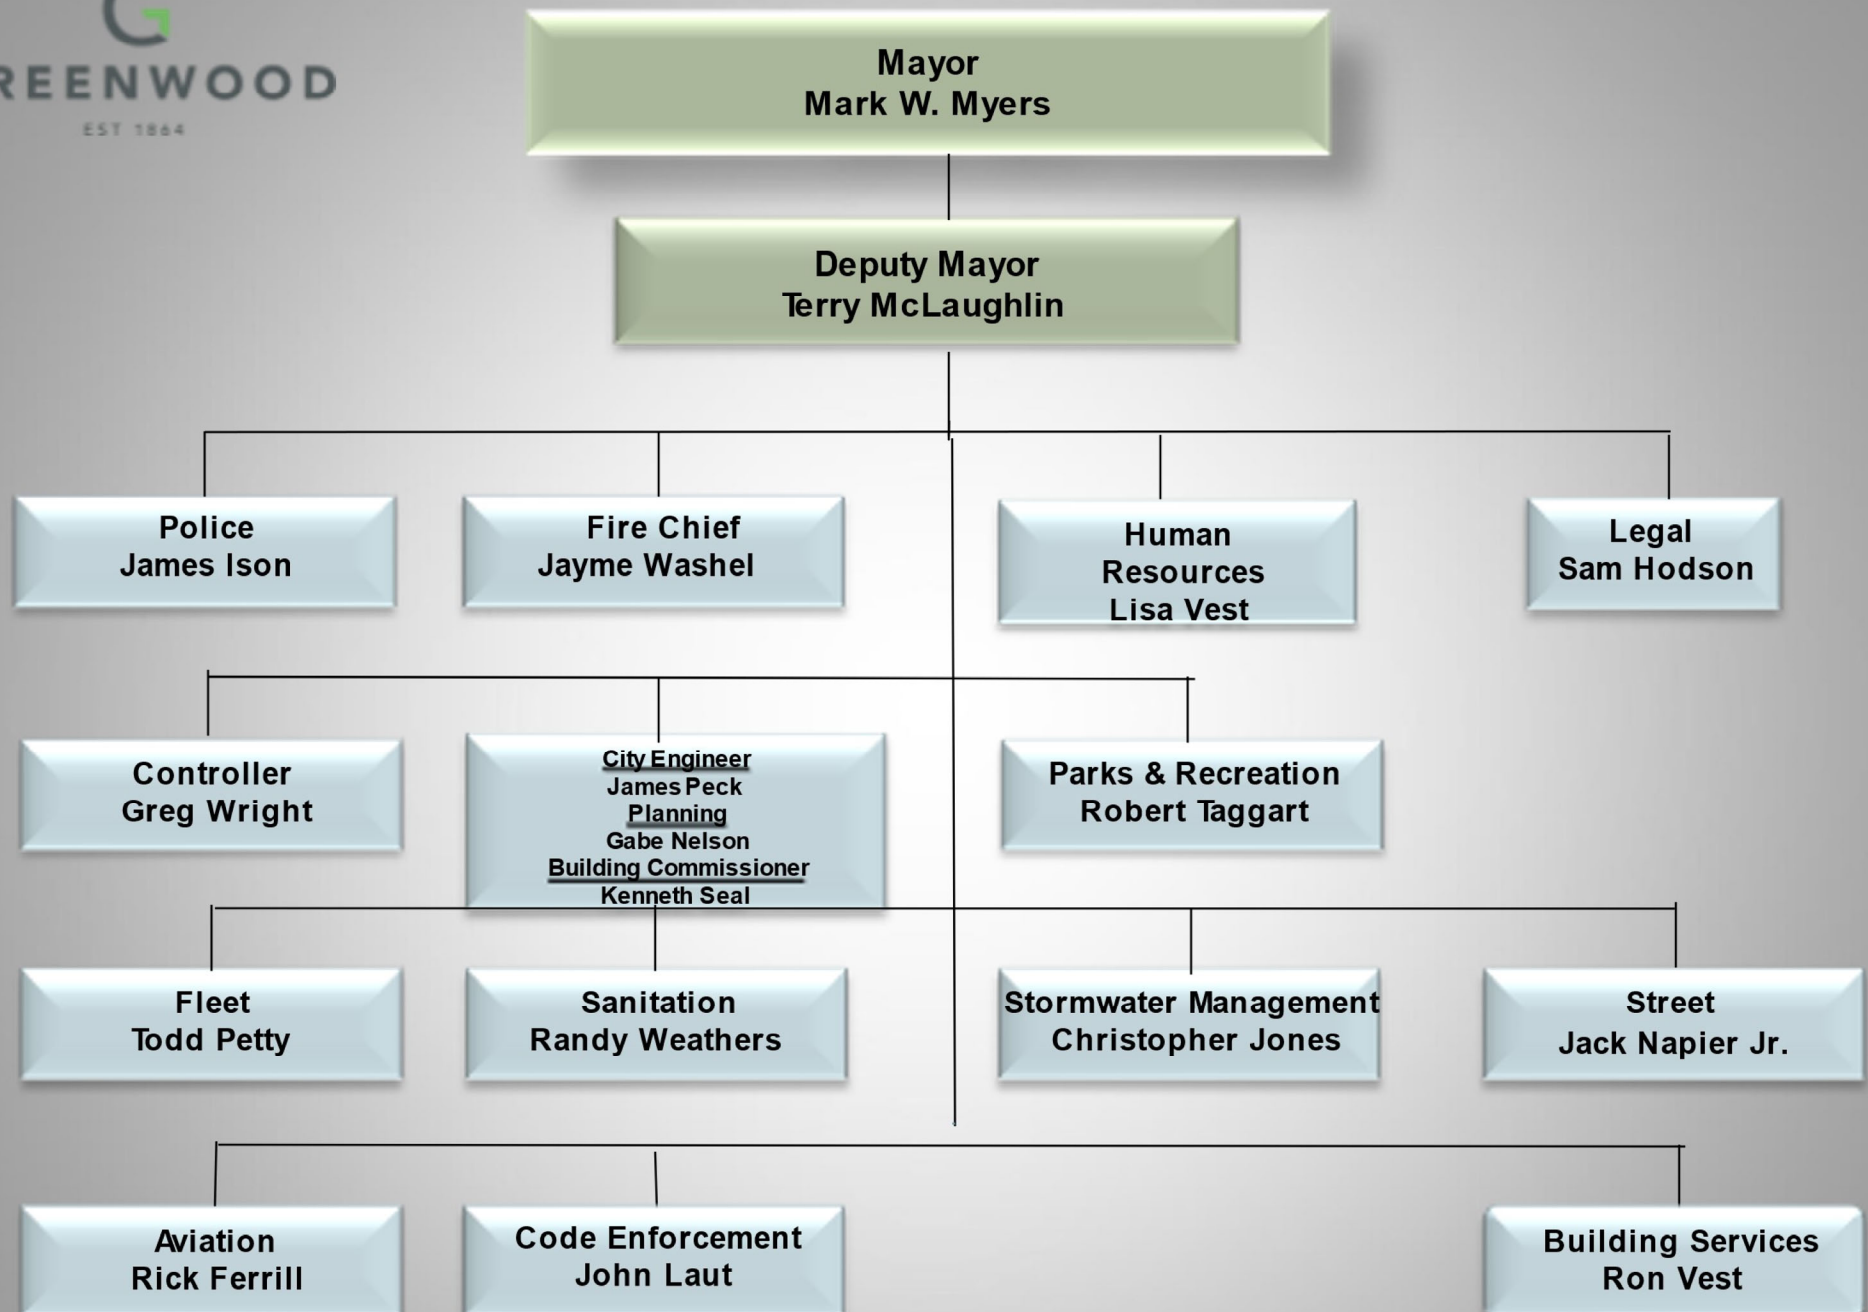 REENWOOD
EST 1864
Mayor
Mark W. Myers
Deputy Mayor
Terry McLaughlin
Police
James Ison
Fire Chief
Jayme Washel
Human
Resources
Lisa Vest
Legal
Sam Hodson
Controller
Greg Wright
City Engineer
James Peck
Planning
Gabe Nelson
Building Commissioner
Kenneth Seal
Parks & Recreation
Robert Taggart
Fleet
Todd Petty
Sanitation
Randy Weathers
Stormwater Management
Christopher Jones
Street
Jack Napier Jr.
Aviation
Rick Ferrill
Code Enforcement
John Laut
Building Services
Ron Vest